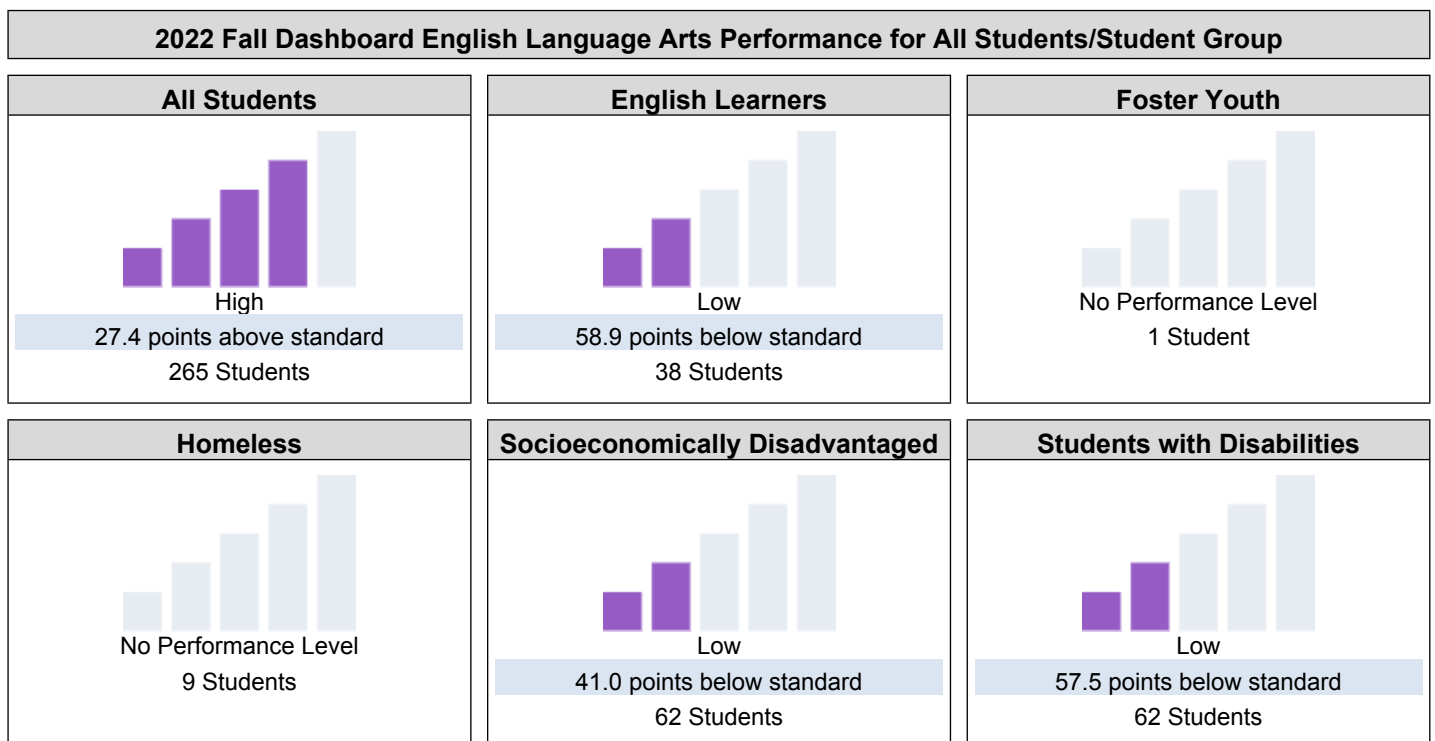 2022 Fall Dashboard English Language Arts Performance for All Students/Student Group
All Students
High
27.4 points above standard
265 Students
English Learners
Low
58.9 points below standard
38 Students
Foster Youth
No Performance Level
1 Student
Homeless
No Performance Level
9 Students
Socioeconomically Disadvantaged
Low
41.0 points below standard
62 Students
Students with Disabilities
Low
57.5 points below standard
62 Students